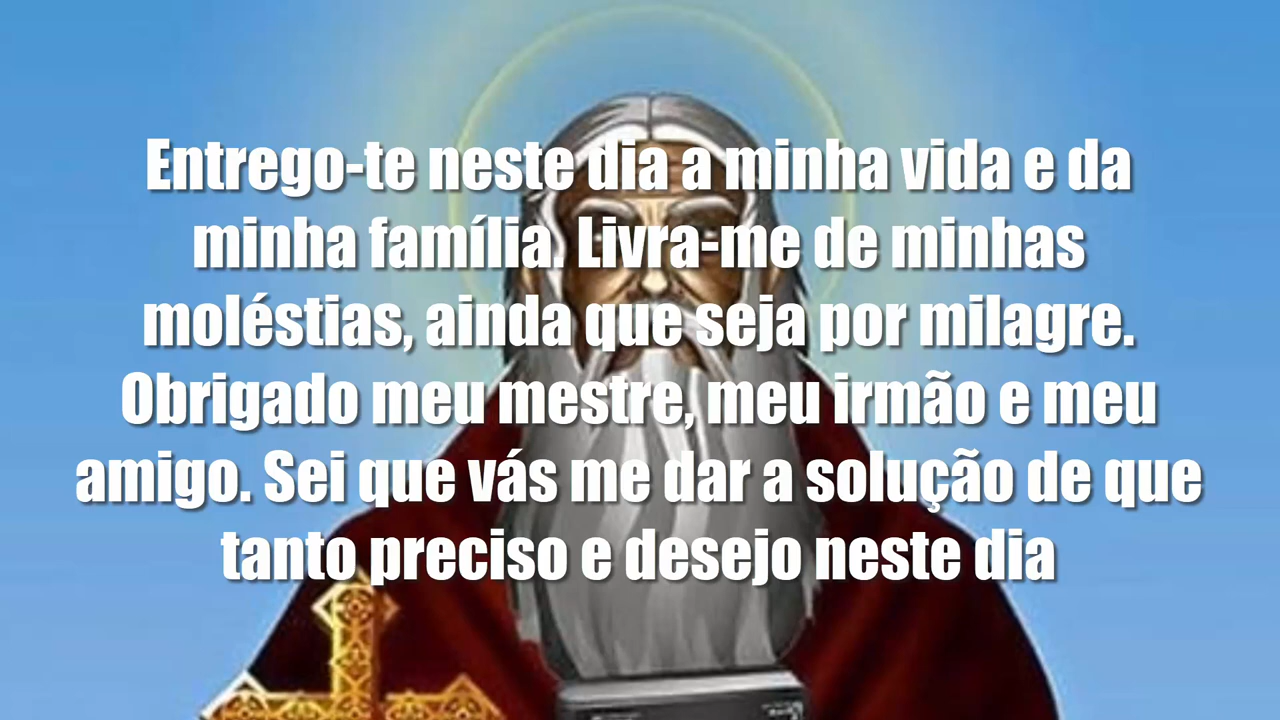 Entrego-te neste dia a minha vida e da
minha família. Livra-me de minhas
moléstias, ainda que seja por milagre.
Obrigado meu mestre, meu irmão e meu
amigo. Sei que vás me dar a solução de que
tanto preciso e desejo neste dia